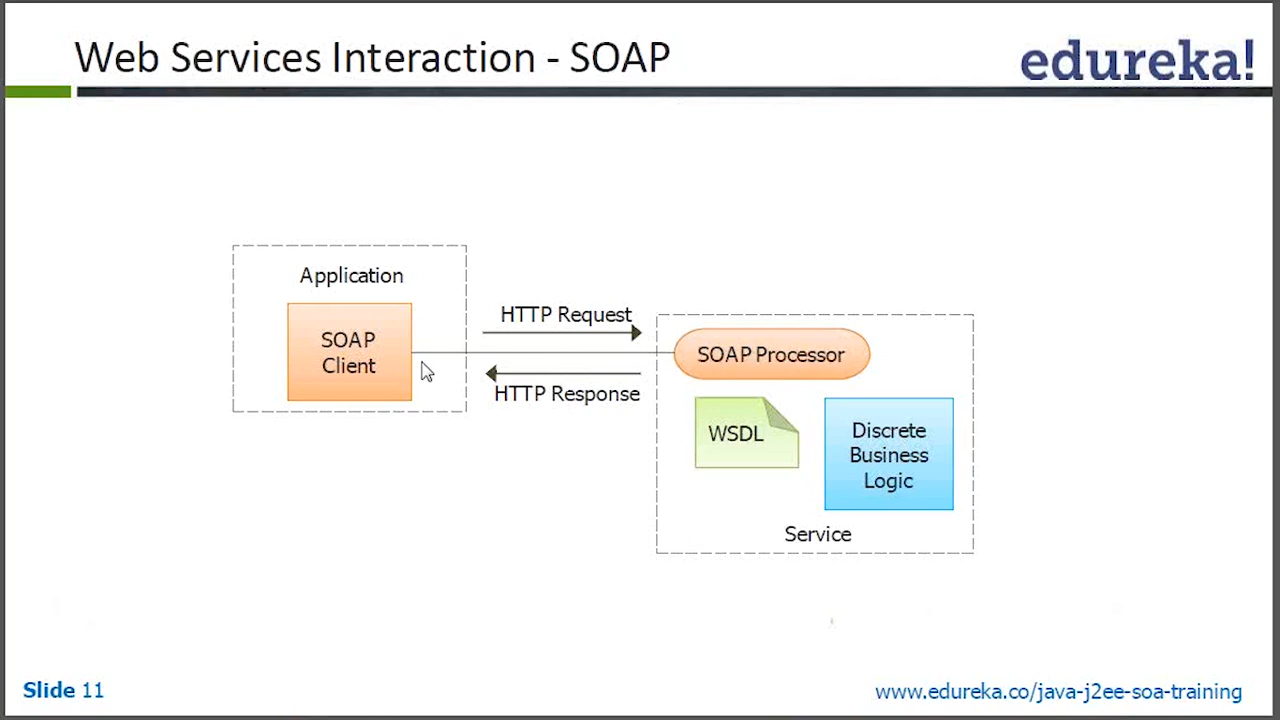 Web Services Interaction - SOAP
edureka!
Application
SOAP
Client
HTTP Request
HTTP Response
SOAP Processor
WSDL
Discrete
Business
Logic
Service
Slide 11
www.edureka.co/java-j2ee-soa-training